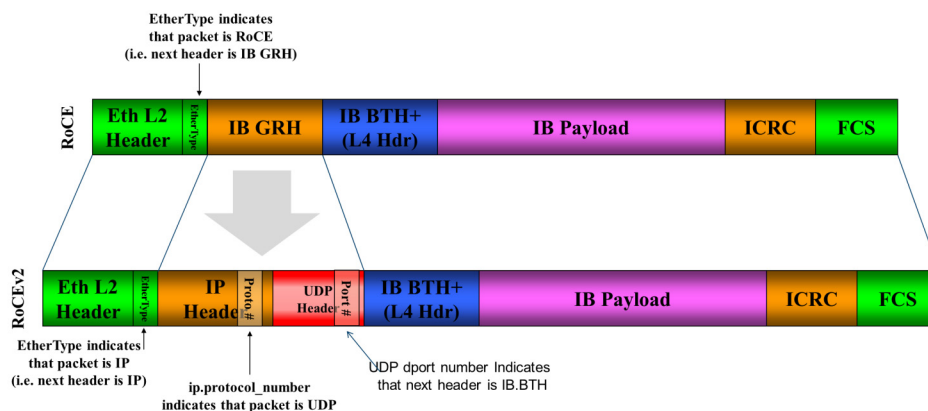 EtherType indicates
that packet is RoCE
(i.e. next header is IB GRH)
RoCE
Eth L2
Header
EtherType
IB GRH
IB BTH+
(L4 Hdr)
IB Payload
ICRC
FCS
RoCEv2
Eth L2
Header
EtherType
IP
Header
Proto #
UDP
Header
Port #
IB BTH+
(L4 Hdr)
IB Payload
ICRC
FCS
EtherType indicates
that packet is IP
(i.e. next header is IP)
ip.protocol_number
indicates that packet is UDP
UDP dport number Indicates
that next header is IB.BTH